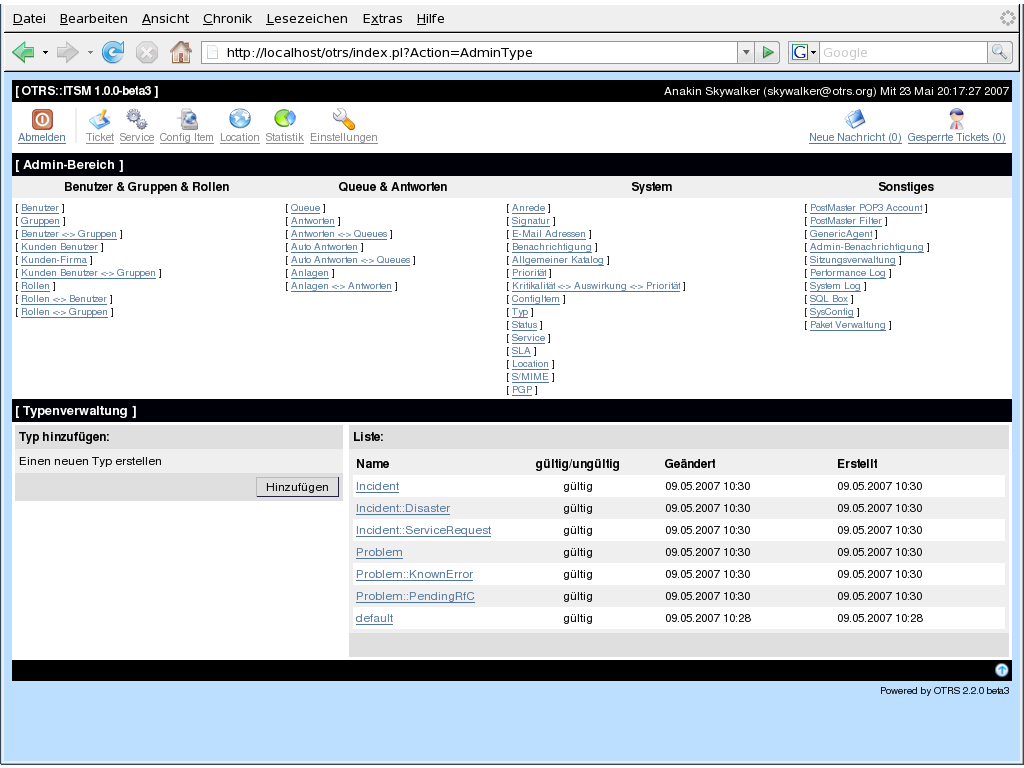 Datei Bearbeiten Ansicht Chronik Lesezeichen Extras Hilfe
http://localhost/otrs/index.pl?Action=AdminType G Google
[ OTRS::ITSM 1.0.0-beta3 ] Anakin Skywalker (skywalker@otrs.org) Mit 23 Mai 20:17:27 2007
Abmelden Ticket Service Config Item Location Statistik Einstellungen Neue Nachricht (0) Gesperrte Tickets (0)
[ Admin-Bereich ]
Benutzer & Gruppen & Rollen Queue & Antworten System Sonstiges
[ Benutzer ] [ Queue ] [ Anrede ] [ PostMaster POP3 Account ]
[ Gruppen ] [ Antworten ] [ Signatur ] [ PostMaster Filter ]
[ Benutzer <-> Gruppen ] [ Antworten <-> Queues ] [ E-Mail Adressen ] [ GenericAgent ]
[ Kunden Benutzer ] [ Auto Antworten ] [ Benachrichtigung ] [ Admin-Benachrichtigung ]
[ Kunden-Firma ] [ Auto Antworten <-> Queues ] [ Allgemeiner Katalog ] [ Sitzungsverwaltung ]
[ Kunden Benutzer <-> Gruppen ] [ Anlagen ] [ Priorität ] [ Performance Log ]
[ Rollen ] [ Anlagen <-> Antworten ] [ Kritikalität <-> Auswirkung <-> Priorität ] [ System Log ]
[ Rollen <-> Benutzer ] [ ConfigItem ] [ SQL Box ]
[ Rollen <-> Gruppen ] [ Typ ] [ SysConfig ]
[ Status ] [ Paket Verwaltung ]
[ Service ]
[ SLA ]
[ Location ]
[ S/MIME ]
[ PGP ]
[ Typenverwaltung ]
Typ hinzufügen: Liste:
Einen neuen Typ erstellen
Hinzufügen
Name gültig/ungültig Geändert Erstellt
Incident gültig 09.05.2007 10:30 09.05.2007 10:30
Incident::Disaster gültig 09.05.2007 10:30 09.05.2007 10:30
Incident::ServiceRequest gültig 09.05.2007 10:30 09.05.2007 10:30
Problem gültig 09.05.2007 10:30 09.05.2007 10:30
Problem::KnownError gültig 09.05.2007 10:30 09.05.2007 10:30
Problem::PendingRfC gültig 09.05.2007 10:30 09.05.2007 10:30
default gültig 09.05.2007 10:28 09.05.2007 10:28
Powered by OTRS 2.2.0 beta3